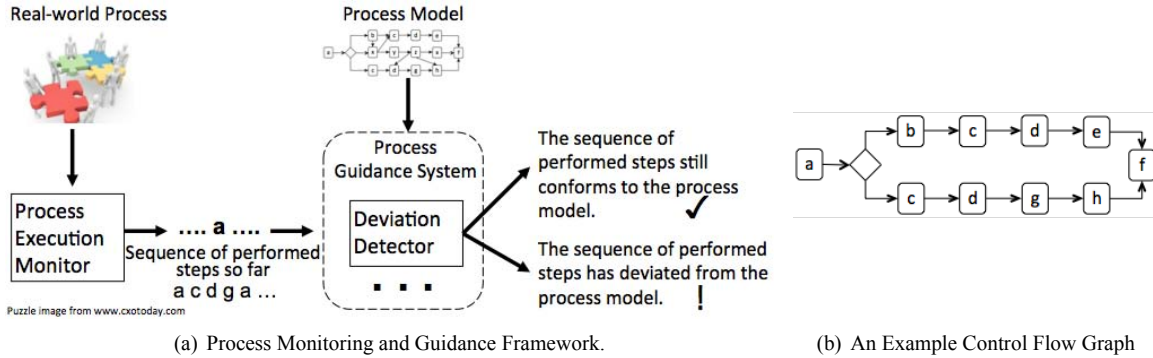 Real-world Process
Process Model
a
b
c
d
e
x
y
z
x
f
c
d
g
h
Process
Guidance System
Process
Execution
Monitor
.... a ....
Sequence of performed
steps so far
a c d g a ...
Deviation
Detector
. . .
The sequence of
performed steps still
conforms to the process
model.
The sequence of performed
steps has deviated from the
process model. !
Puzzle image from www.cxotoday.com
(a) Process Monitoring and Guidance Framework.
a
b
c
d
e
f
c
d
g
h
(b) An Example Control Flow Graph